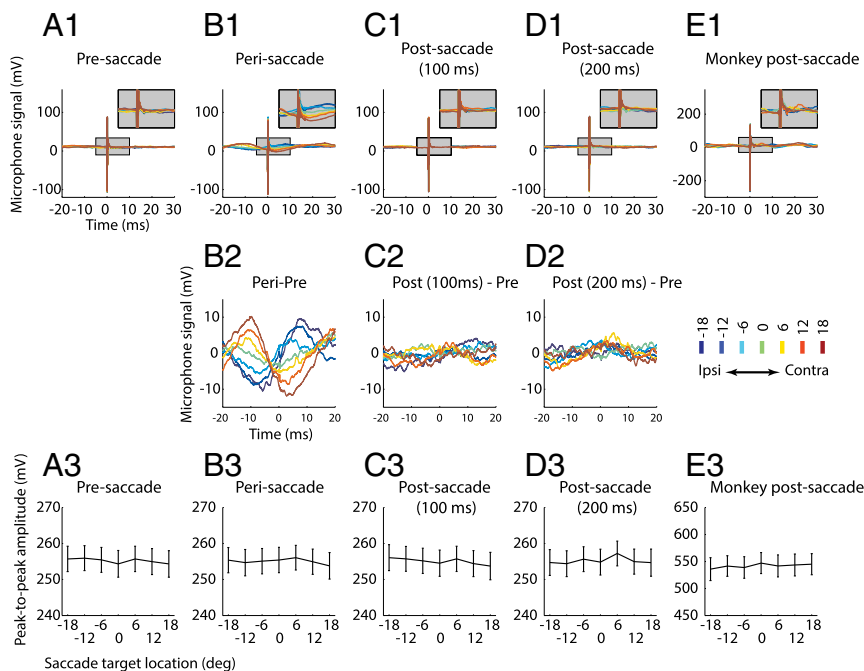 A1 B1 C1 D1 E1
Pre-saccade Peri-saccade Post-saccade (100 ms) Post-saccade (200 ms) Monkey post-saccade
Microphone signal (mV)
100 0 -100
100 0 -100
100 0 -100
100 0 -100
200 0 -200
-20 -10 0 10 20 30
-20 -10 0 10 20 30
-20 -10 0 10 20 30
-20 -10 0 10 20 30
-20 -10 0 10 20 30
Time (ms)
B2 C2 D2
Peri-Pre Post (100ms) - Pre Post (200 ms) - Pre
Microphone signal (mV)
10 0 -10
10 0 -10
10 0 -10
-20 -10 0 10 20
-20 -10 0 10 20
-20 -10 0 10 20
Time (ms)
-18 -12 -6 0 6 12 18
Ipsi Contra
A3 B3 C3 D3 E3
Pre-saccade Peri-saccade Post-saccade (100 ms) Post-saccade (200 ms) Monkey post-saccade
Peak-to-peak amplitude (mV)
270 260 250 240
270 260 250 240
270 260 250 240
270 260 250 240
650 600 550 500 450
-18 -12 -6 0 6 12 18
-18 -12 -6 0 6 12 18
-18 -12 -6 0 6 12 18
-18 -12 -6 0 6 12 18
-18 -12 -6 0 6 12 18
Saccade target location (deg)